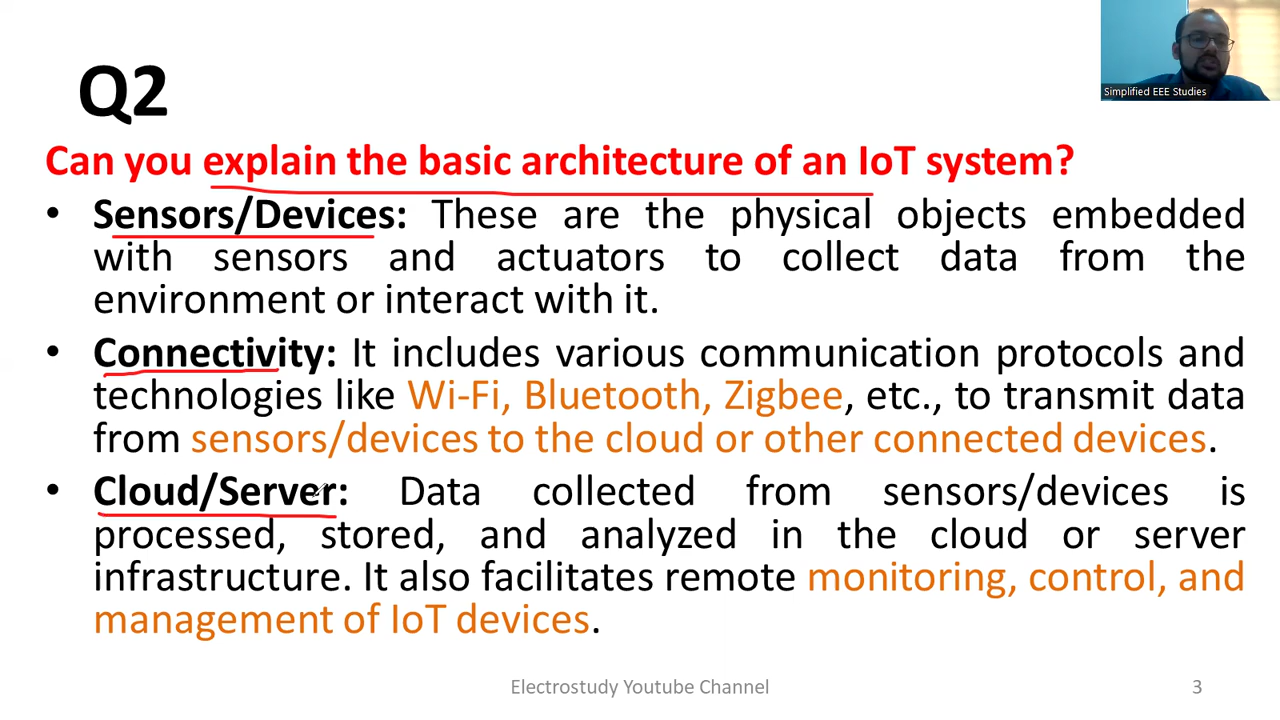 Simplified EEE Studies
Q2
Can you explain the basic architecture of an IoT system?
• Sensors/Devices: These are the physical objects embedded
with sensors and actuators to collect data from the
environment or interact with it.
• Connectivity: It includes various communication protocols and
technologies like Wi-Fi, Bluetooth, Zigbee, etc., to transmit data
from sensors/devices to the cloud or other connected devices.
• Cloud/Server: Data collected from sensors/devices is
processed, stored, and analyzed in the cloud or server
infrastructure. It also facilitates remote monitoring, control, and
management of IoT devices.
Electrostudy Youtube Channel
3